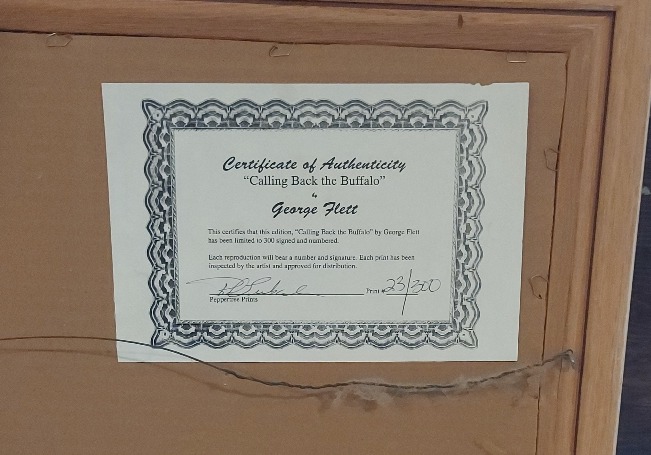 Certificate of Authenticity
“Calling Back the Buffalo”
by
George Flett
This certifies that this edition, “Calling Back the Buffalo” by George Flett
has been limited to 300 signed and numbered.
Each reproduction will bear a number and signature. Each print has been
inspected by the artist and approved for distribution.
Print # 23/300
Peppertree Prints